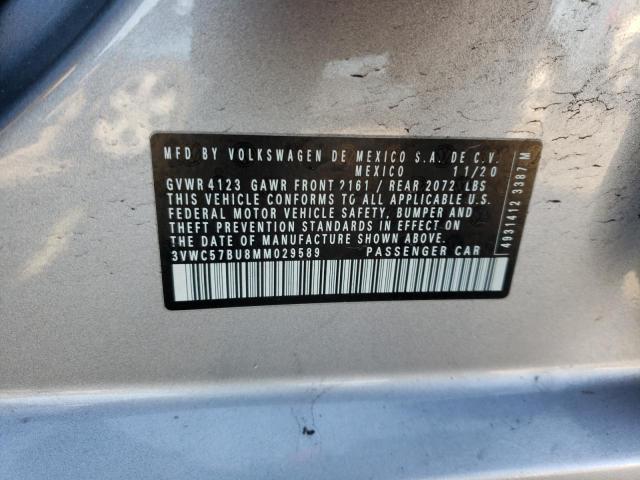 MFD BY VOLKSWAGEN DE MEXICO S.A. DE C.V.
MEXICO 11/20
GVWR 4123 GAWR FRONT 2161 / REAR 2072 LBS
THIS VEHICLE CONFORMS TO ALL APPLICABLE U.S.
FEDERAL MOTOR VEHICLE SAFETY, BUMPER AND
THEFT PREVENTION STANDARDS IN EFFECT ON THE
DATE OF MANUFACTURE SHOWN ABOVE.
3VWC57BU8MM029589 PASSENGER CAR
4931412 3387 M